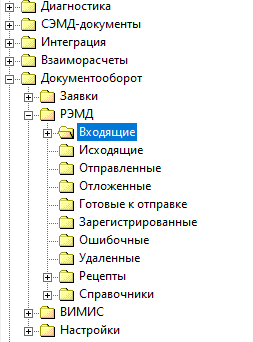 Диагностика
СЭМД-документы
Интеграция
Взаиморасчеты
Документооборот
Заявки
РЭМД
Входящие
Исходящие
Отправленные
Отложенные
Готовые к отправке
Зарегистрированные
Ошибочные
Удаленные
Рецепты
Справочники
ВИМИС
Настройки